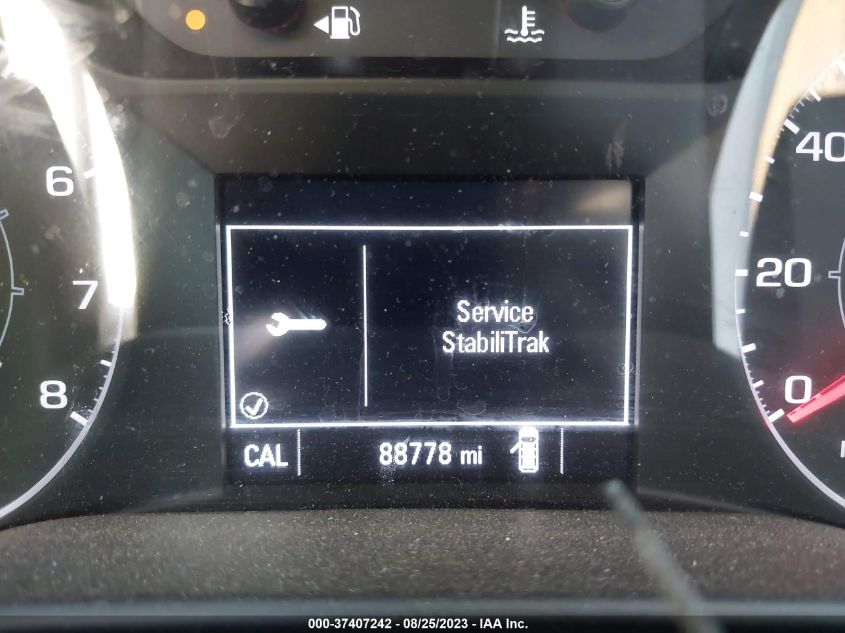 6
7
8
40
20
0
Service
StabiliTrak
CAL
88778 mi
000-37407242 - 08/25/2023 - IAA Inc.